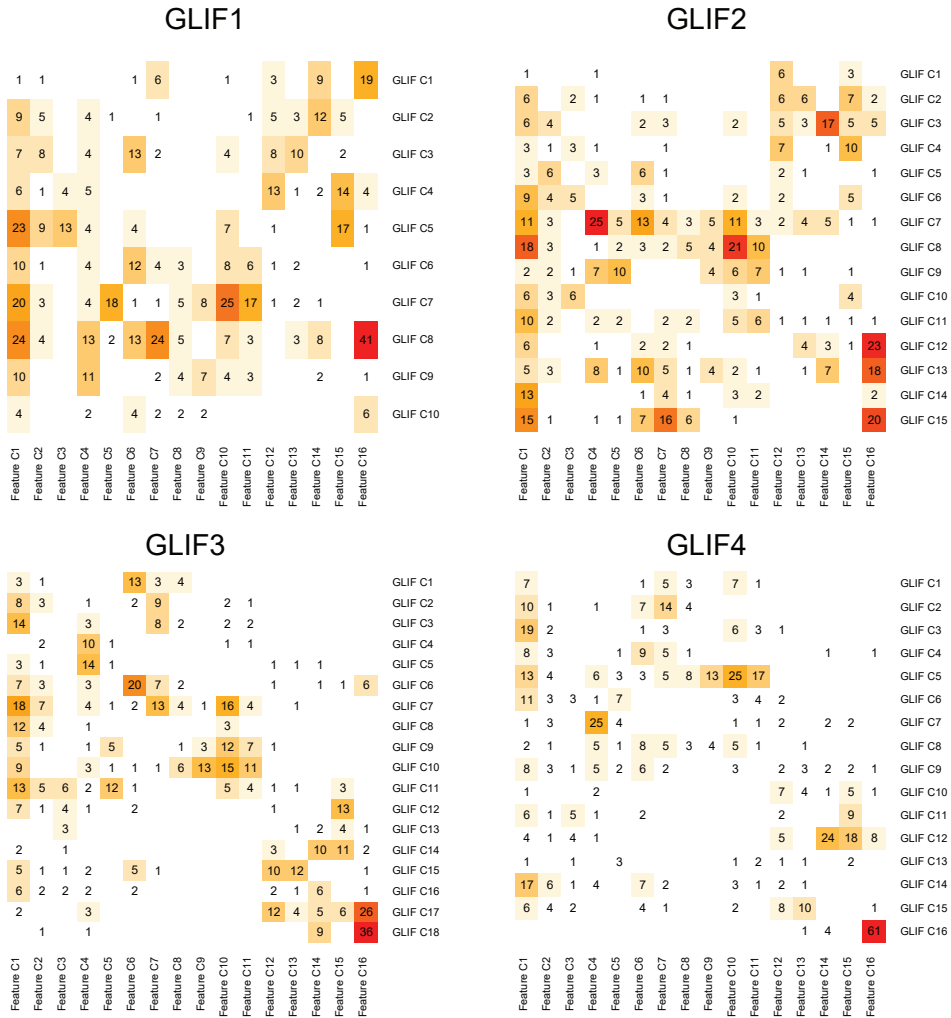 GLIF1
1 1 1 6 1 3 9 19 GLIF C1
9 5 4 1 1 1 5 3 12 5 GLIF C2
7 8 4 13 2 4 8 10 2 GLIF C3
6 1 4 5 13 1 2 14 4 GLIF C4
23 9 13 4 4 7 1 17 1 GLIF C5
10 1 4 12 4 3 8 6 1 2 1 GLIF C6
20 3 4 18 1 1 5 8 25 17 1 2 1 GLIF C7
24 4 13 2 13 24 5 7 3 3 8 41 GLIF C8
10 11 2 4 7 4 3 2 1 GLIF C9
4 2 4 2 2 2 6 GLIF C10
Feature C1 Feature C2 Feature C3 Feature C4 Feature C5 Feature C6 Feature C7 Feature C8 Feature C9 Feature C10 Feature C11 Feature C12 Feature C13 Feature C14 Feature C15 Feature C16
GLIF2
1 1 6 3 GLIF C1
6 2 1 1 1 6 6 7 2 GLIF C2
6 4 2 3 2 5 3 17 5 5 GLIF C3
3 1 3 1 1 7 1 10 GLIF C4
3 6 3 6 1 2 1 1 GLIF C5
9 4 5 3 1 2 2 5 GLIF C6
11 3 25 5 13 4 3 5 11 3 2 4 5 1 1 GLIF C7
18 3 1 2 3 2 5 4 21 10 GLIF C8
2 2 1 7 10 4 6 7 1 1 1 GLIF C9
6 3 6 3 1 4 GLIF C10
10 2 2 2 2 2 5 6 1 1 1 1 1 GLIF C11
6 1 2 2 1 4 3 1 23 GLIF C12
5 3 8 1 10 5 1 4 2 1 1 7 18 GLIF C13
13 1 4 1 3 2 2 GLIF C14
15 1 1 1 7 16 6 1 20 GLIF C15
Feature C1 Feature C2 Feature C3 Feature C4 Feature C5 Feature C6 Feature C7 Feature C8 Feature C9 Feature C10 Feature C11 Feature C12 Feature C13 Feature C14 Feature C15 Feature C16
GLIF3
3 1 13 3 4 GLIF C1
8 3 1 2 9 2 1 GLIF C2
14 3 8 2 2 2 GLIF C3
2 10 1 1 1 GLIF C4
3 1 14 1 1 1 1 GLIF C5
7 3 3 20 7 2 1 1 1 6 GLIF C6
18 7 4 1 2 13 4 1 16 4 1 GLIF C7
12 4 1 3 GLIF C8
5 1 1 5 1 3 12 7 1 GLIF C9
9 3 1 1 1 6 13 15 11 GLIF C10
13 5 6 2 12 5 4 1 1 3 GLIF C11
7 1 4 1 2 1 13 GLIF C12
3 1 2 4 1 GLIF C13
2 1 3 10 11 2 GLIF C14
5 1 1 2 5 1 10 12 1 GLIF C15
6 2 2 2 2 2 1 6 1 GLIF C16
2 3 12 4 5 6 26 GLIF C17
1 1 9 36 GLIF C18
Feature C1 Feature C2 Feature C3 Feature C4 Feature C5 Feature C6 Feature C7 Feature C8 Feature C9 Feature C10 Feature C11 Feature C12 Feature C13 Feature C14 Feature C15 Feature C16
GLIF4
7 1 5 3 7 1 GLIF C1
10 1 1 7 14 4 GLIF C2
19 2 1 3 6 3 1 GLIF C3
8 3 1 9 5 1 1 1 GLIF C4
13 4 6 3 3 5 8 13 25 17 GLIF C5
11 3 3 1 7 3 4 2 GLIF C6
1 3 25 4 1 1 2 2 2 GLIF C7
2 1 5 1 8 5 3 4 5 1 1 GLIF C8
8 3 1 5 2 6 2 3 2 3 2 2 1 GLIF C9
1 2 7 4 1 5 1 GLIF C10
6 1 5 1 2 2 9 GLIF C11
4 1 4 1 5 24 18 8 GLIF C12
1 1 3 1 2 1 1 2 GLIF C13
17 6 1 4 7 2 3 1 2 1 GLIF C14
6 4 2 4 1 2 8 10 1 GLIF C15
1 4 61 GLIF C16
Feature C1 Feature C2 Feature C3 Feature C4 Feature C5 Feature C6 Feature C7 Feature C8 Feature C9 Feature C10 Feature C11 Feature C12 Feature C13 Feature C14 Feature C15 Feature C16